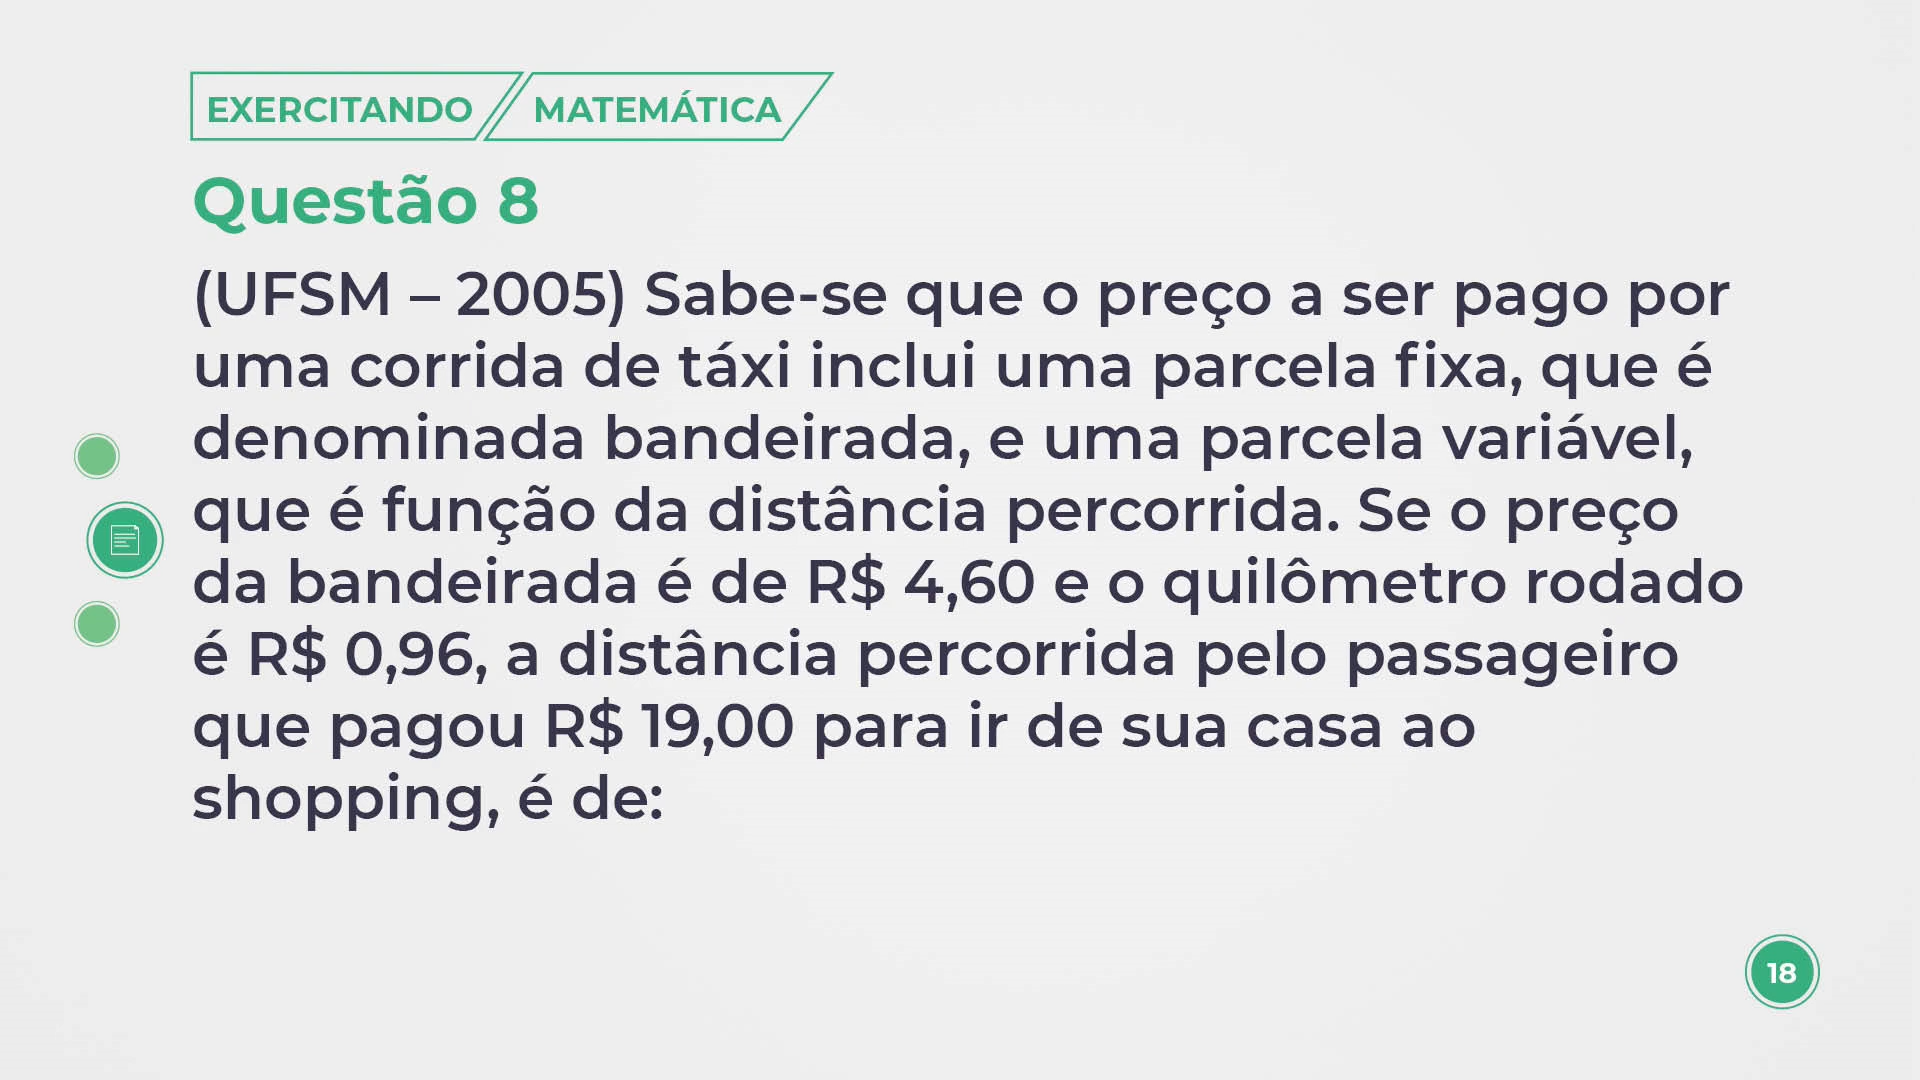 EXERCITANDO MATEMÁTICA
Questão 8
(UFSM – 2005) Sabe-se que o preço a ser pago por
uma corrida de táxi inclui uma parcela fixa, que é
denominada bandeirada, e uma parcela variável,
que é função da distância percorrida. Se o preço
da bandeirada é de R$ 4,60 e o quilômetro rodado
é R$ 0,96, a distância percorrida pelo passageiro
que pagou R$ 19,00 para ir de sua casa ao
shopping, é de:
18